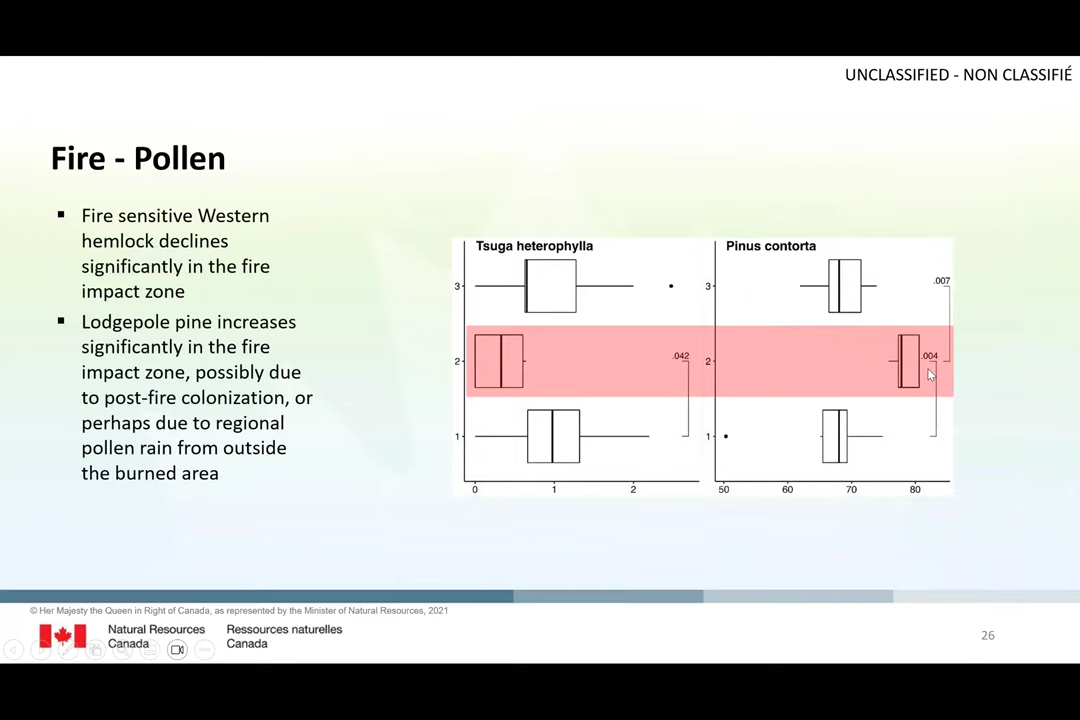 UNCLASSIFIED - NON CLASSIFIÉ
Fire - Pollen
▪ Fire sensitive Western
hemlock declines
significantly in the fire
impact zone
▪ Lodgepole pine increases
significantly in the fire
impact zone, possibly due
to post-fire colonization, or
perhaps due to regional
pollen rain from outside
the burned area
Tsuga heterophylla
3
2
1
.042
0 1 2
Pinus contorta
3
2
1
.007
.004
50 60 70 80
© Her Majesty the Queen in Right of Canada, as represented by the Minister of Natural Resources, 2021
Natural Resources
Canada
Ressources naturelles
Canada
26